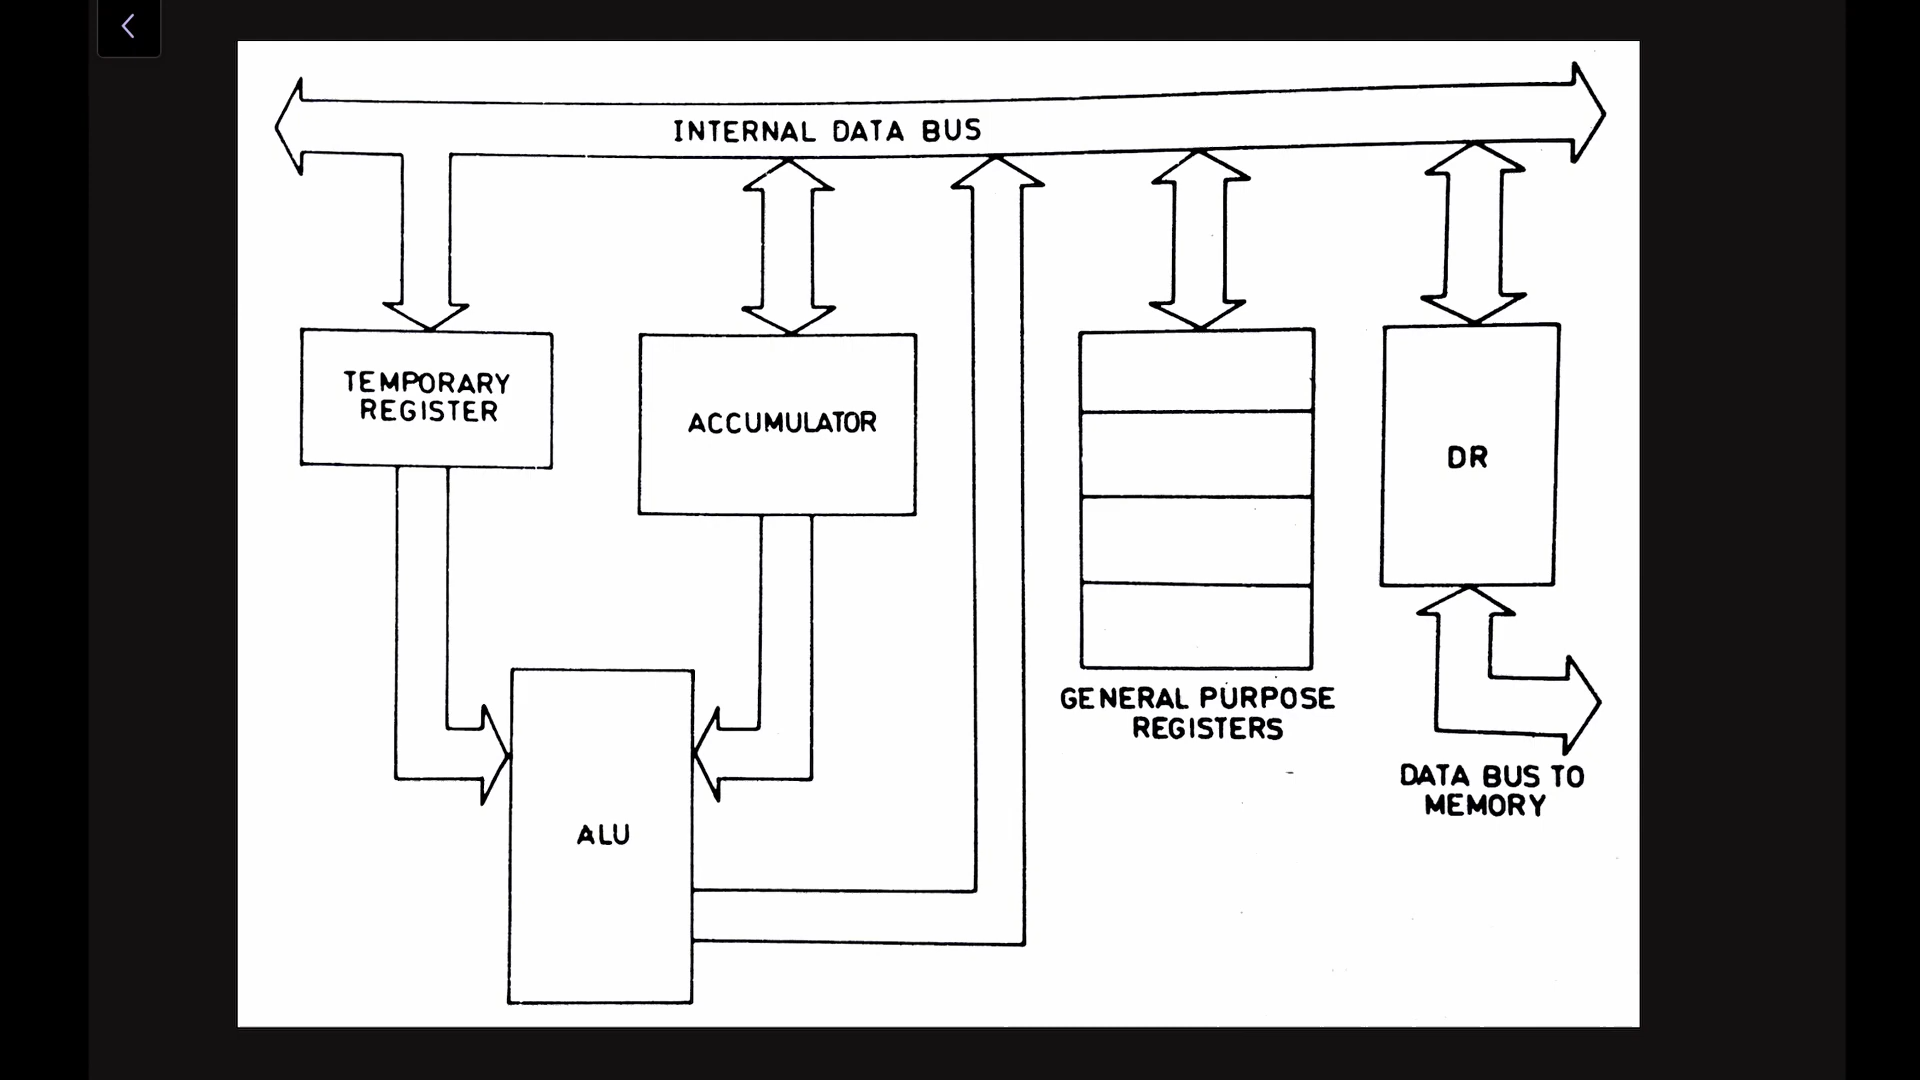 INTERNAL DATA BUS
TEMPORARY
REGISTER
ACCUMULATOR
DR
GENERAL PURPOSE
REGISTERS
DATA BUS TO
MEMORY
ALU